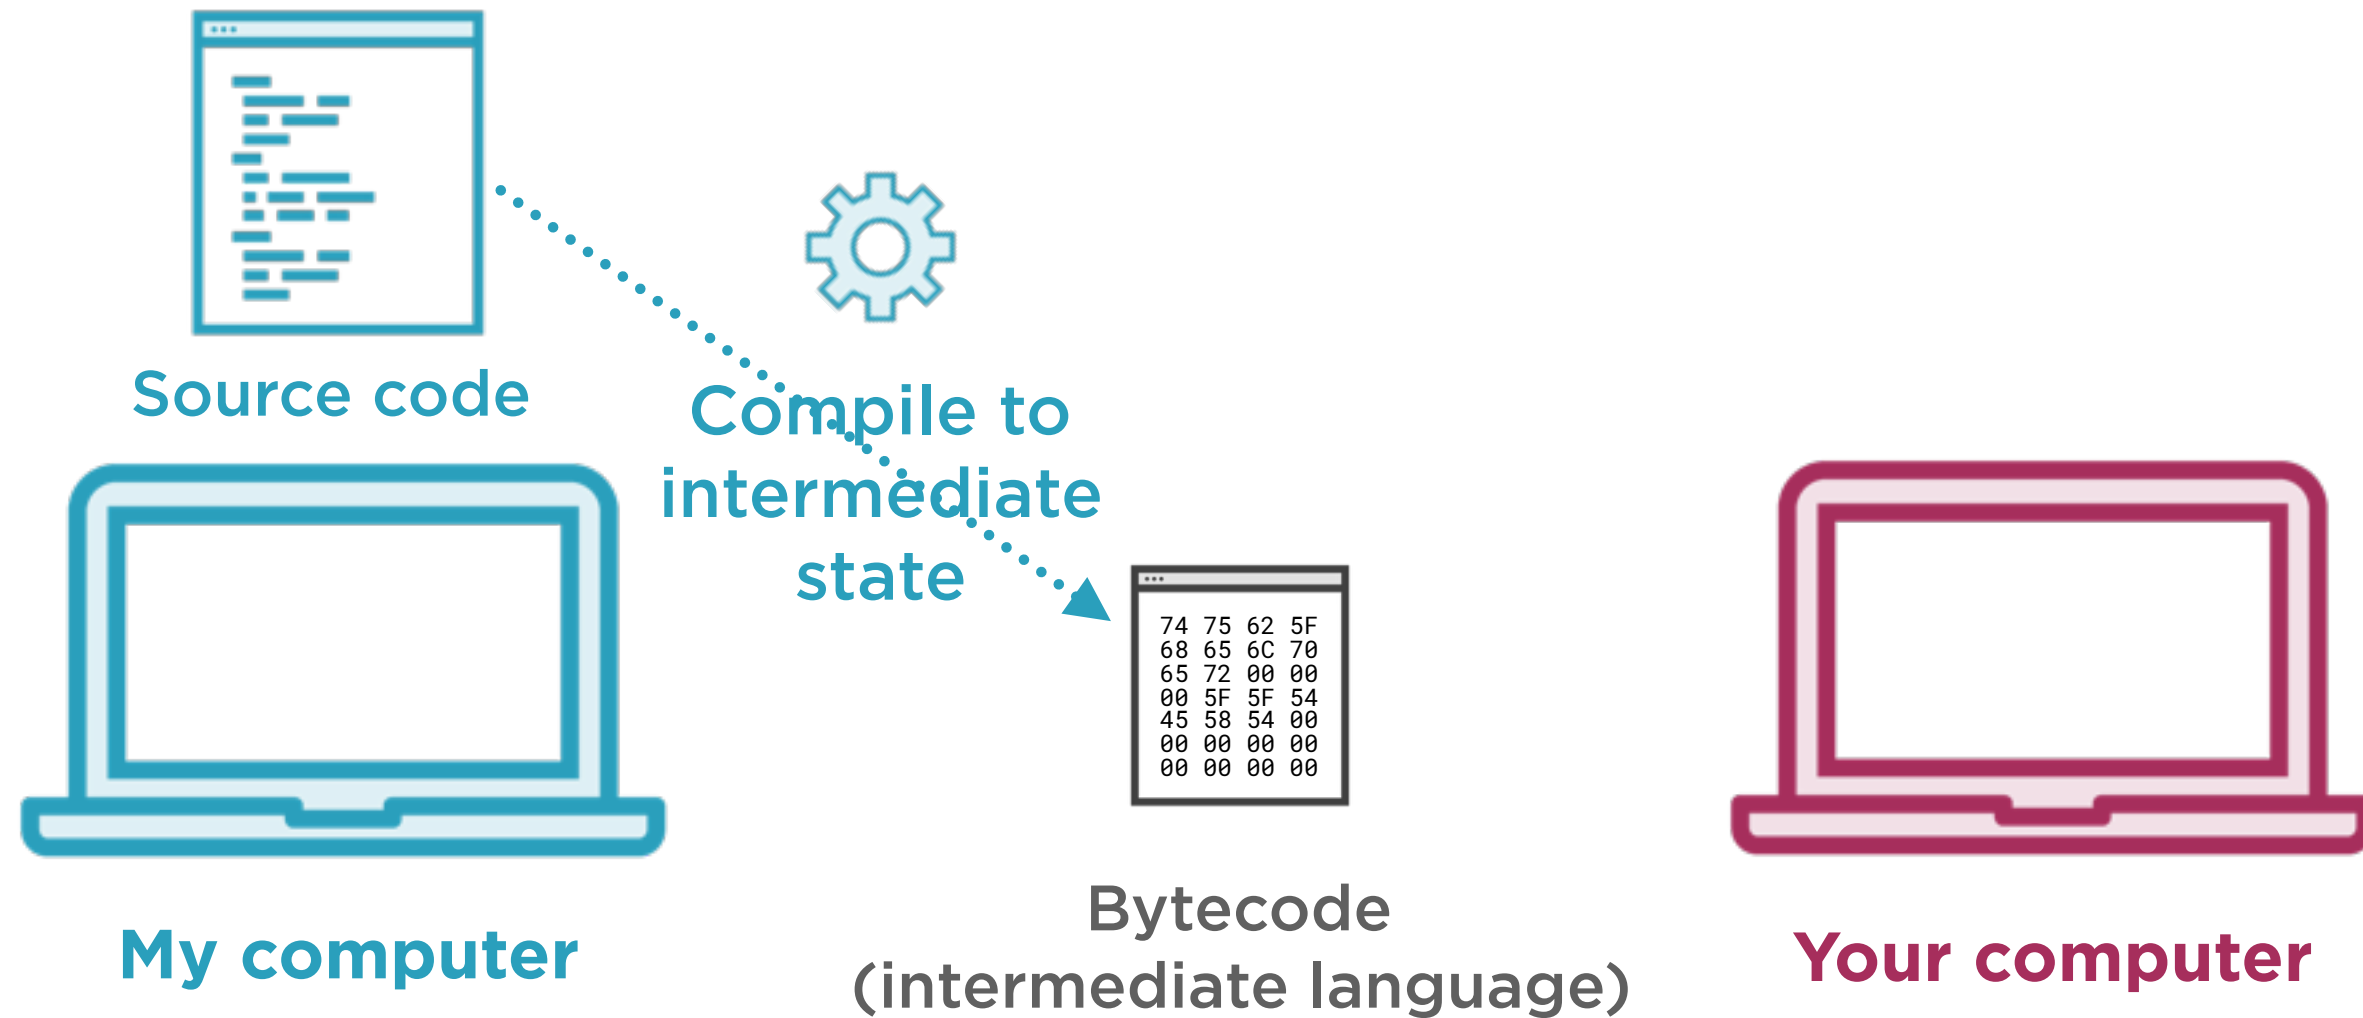 Source code
Compile to
intermediate
state
74 75 62 5F
68 65 6C 70
65 72 00 00
00 5F 5F 54
45 58 54 00
00 00 00 00
00 00 00 00
My computer
Bytecode
(intermediate language)
Your computer